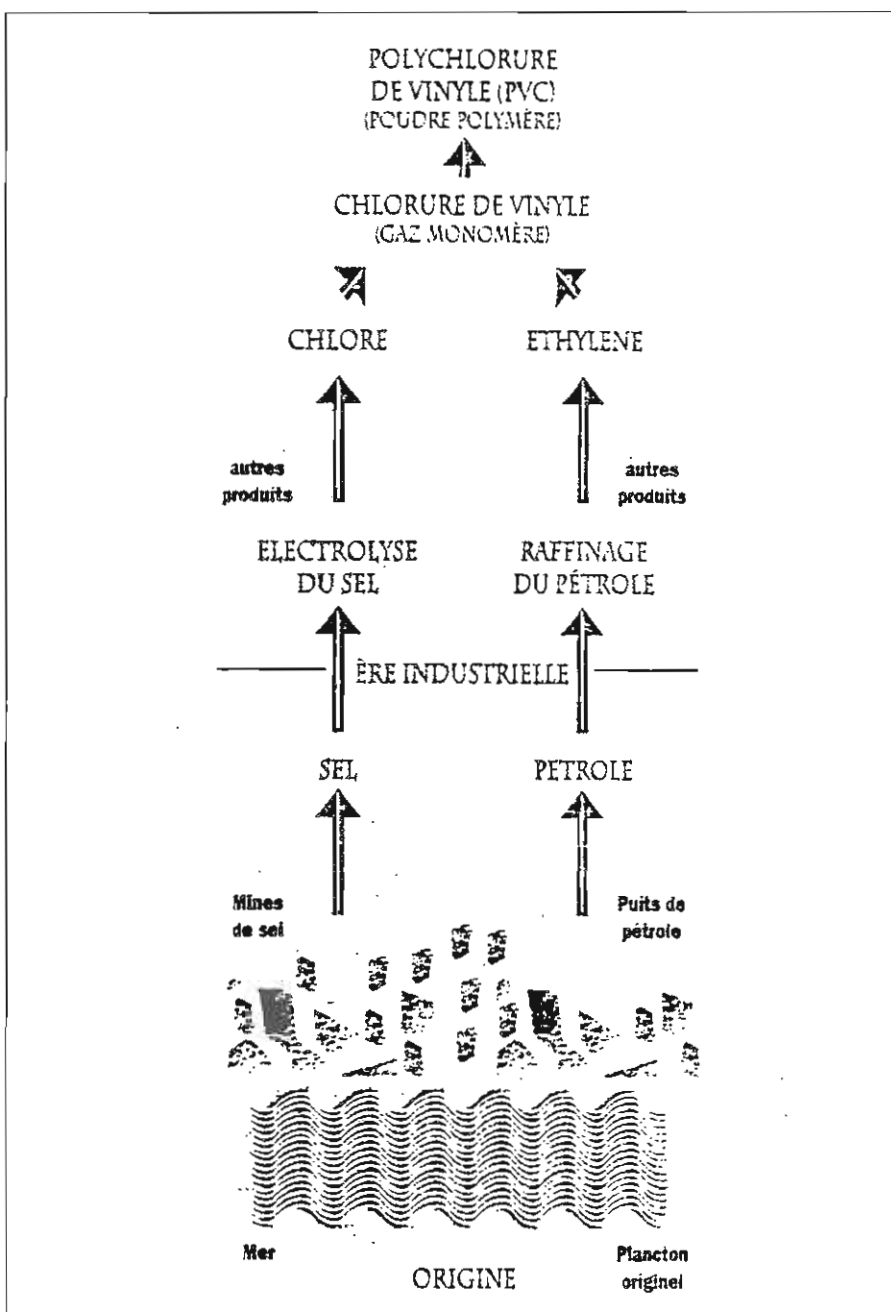 POLYCHLORURE
DE VINYLE (PVC)
(POUDRE POLYMÈRE)
CHLORURE DE VINYLE
(GAZ MONOMÈRE)
CHLORE
ETHYLENE
autres
produits
autres
produits
ELECTROLYSE
DU SEL
RAFFINAGE
DU PÉTROLE
ÈRE INDUSTRIELLE
SEL
PETROLE
Mines
de sel
Puits de
pétrole
Mer
Plancton
originel
ORIGINE